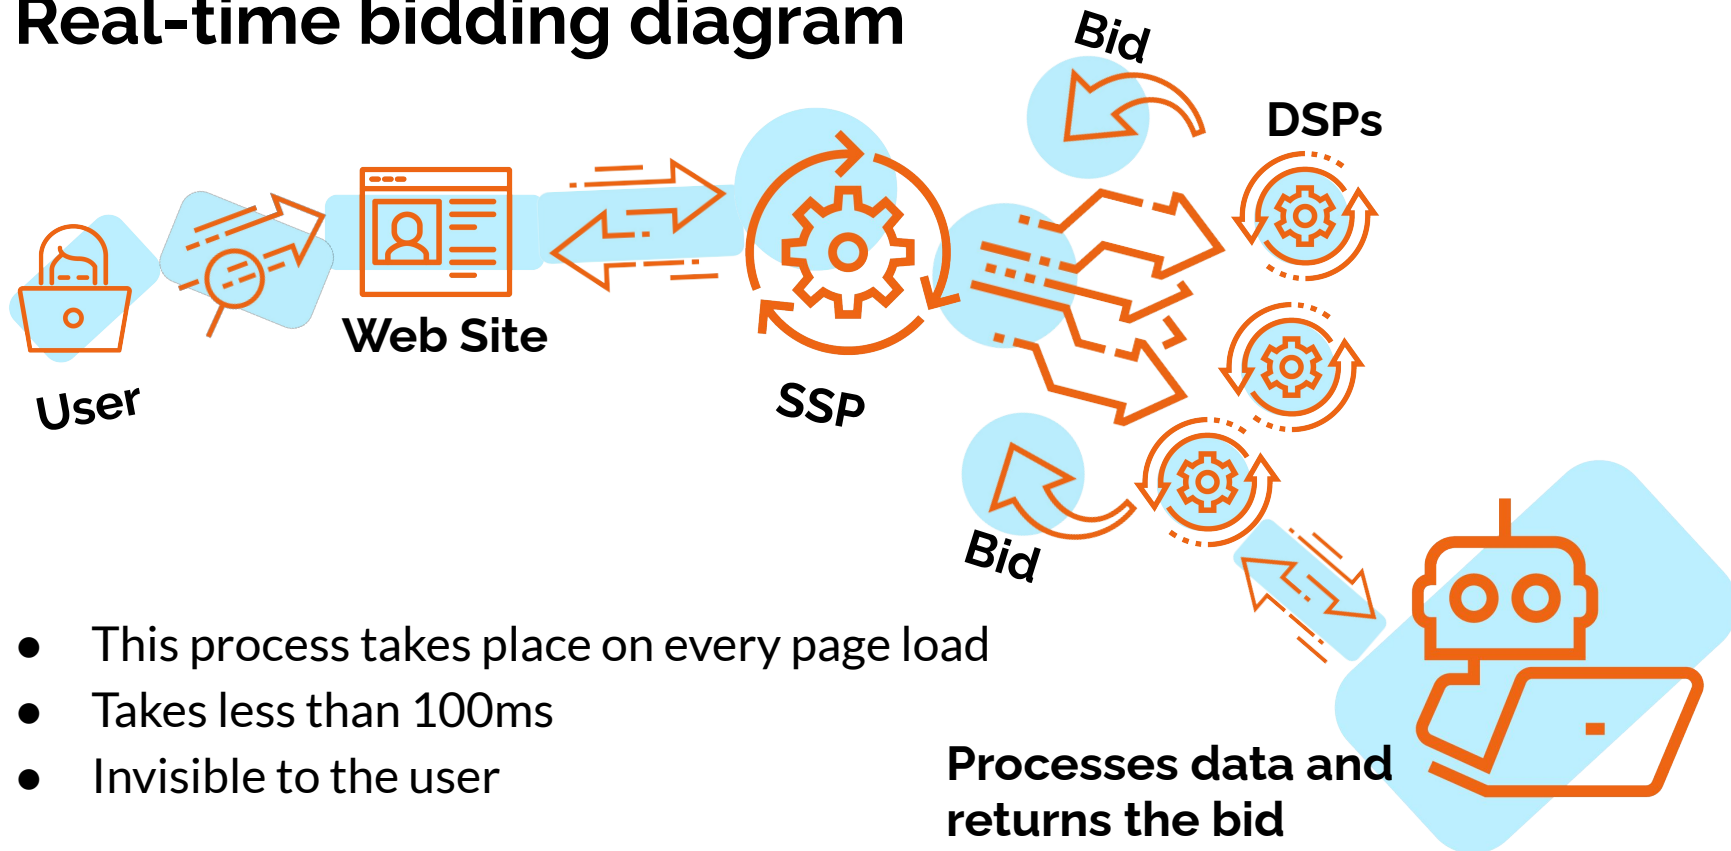 Real-time bidding diagram
Bid
DSPs
Web Site
User
SSP
Bid
● This process takes place on every page load
● Takes less than 100ms
● Invisible to the user
Processes data and
returns the bid